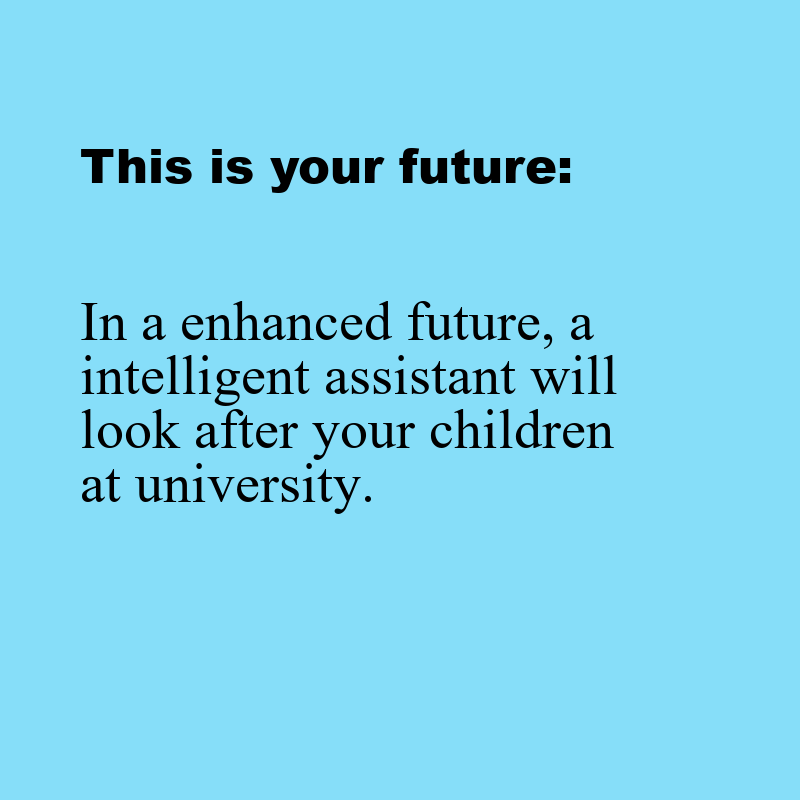 This is your future:
In a enhanced future, a
intelligent assistant will
look after your children
at university.